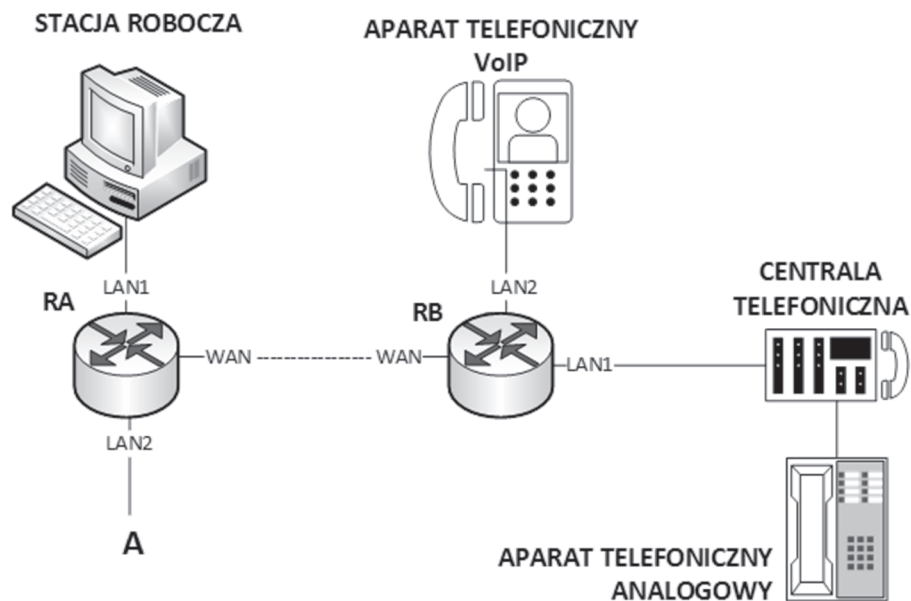 STACJA ROBOCZA
APARAT TELEFONICZNY
VoIP
LAN1
RA
LAN2
RB
CENTRALA
TELEFONICZNA
WAN
WAN
LAN1
LAN2
A
APARAT TELEFONICZNY
ANALOGOWY